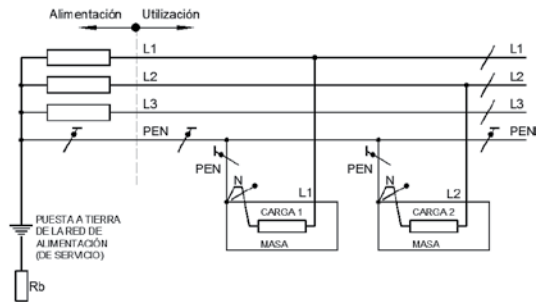 Alimentación Utilización
L1 L1
L2 L2
L3 L3
PEN PEN
PEN PEN
N L1 N L2
CARGA 1 CARGA 2
MASA MASA
PUESTA A TIERRA
DE LA RED DE
ALIMENTACIÓN
(DE SERVICIO)
Rb